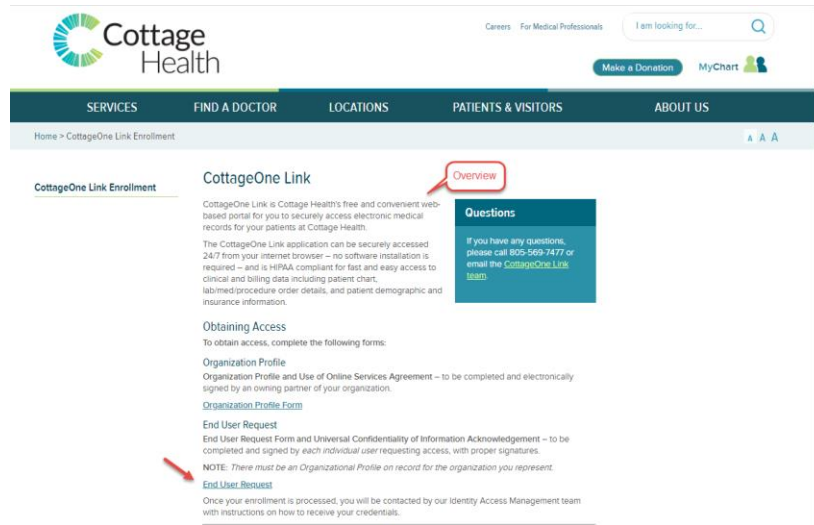 Cottage
Health
Careers For Medical Professionals
I am looking for...
Make a Donation
MyChart
SERVICES FIND A DOCTOR LOCATIONS PATIENTS & VISITORS ABOUT US
Home > CottageOne Link Enrollment
A A A
CottageOne Link Enrollment
CottageOne Link
Overview
CottageOne Link is Cottage Health's free and convenient web-
based portal for you to securely access electronic medical
records for your patients at Cottage Health.
The CottageOne Link application can be securely accessed
24/7 from your internet browser – no software installation is
required – and is HIPAA compliant for fast and easy access to
clinical and billing data including patient chart,
lab/med/procedure order details, and patient demographic and
insurance information.
Questions
If you have any questions,
please call 805-569-7477 or
email the CottageOne Link
team.
Obtaining Access
To obtain access, complete the following forms:
Organization Profile
Organization Profile and Use of Online Services Agreement – to be completed and electronically
signed by an owning partner of your organization.
Organization Profile Form
End User Request
End User Request Form and Universal Confidentiality of Information Acknowledgement – to be
completed and signed by each individual user requesting access, with proper signatures.
NOTE: There must be an Organizational Profile on record for the organization you represent.
End User Request
Once your enrollment is processed, you will be contacted by our Identity Access Management team
with instructions on how to receive your credentials.